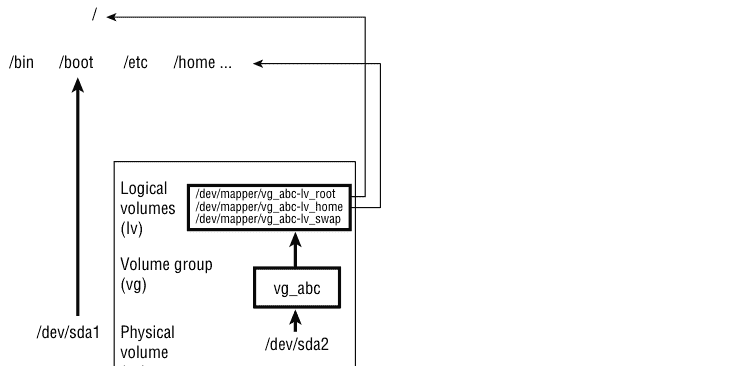 /
/bin /boot /etc /home ...
Logical
volumes
(lv)
/dev/mapper/vg_abc-lv_root
/dev/mapper/vg_abc-lv_home
/dev/mapper/vg_abc-lv_swap
Volume group
(vg)
vg_abc
/dev/sda1
Physical
volume
/dev/sda2